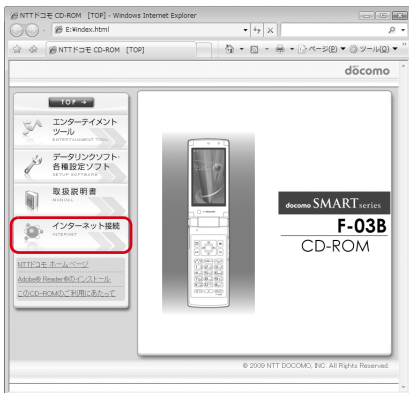 NTTドコモ CD-ROM [TOP] - Windows Internet Explorer
E:¥index.html
NTTドコモ CD-ROM [TOP]
ページ(P)
ツール(O)
döcomo
TOP →
エンターテイメント
ツール
ENTERTAINMENT TOOL
データリンクソフト・
各種設定ソフト
SETUP SOFTWARE
取扱説明書
MANUAL
インターネット接続
INTERNET
NTTドコモ ホームページ
Adobe® Reader®のインストール
このCD-ROMのご利用にあたって
docomo SMART series
F-03B
CD-ROM
© 2009 NTT DOCOMO, INC. All Rights Reserved.